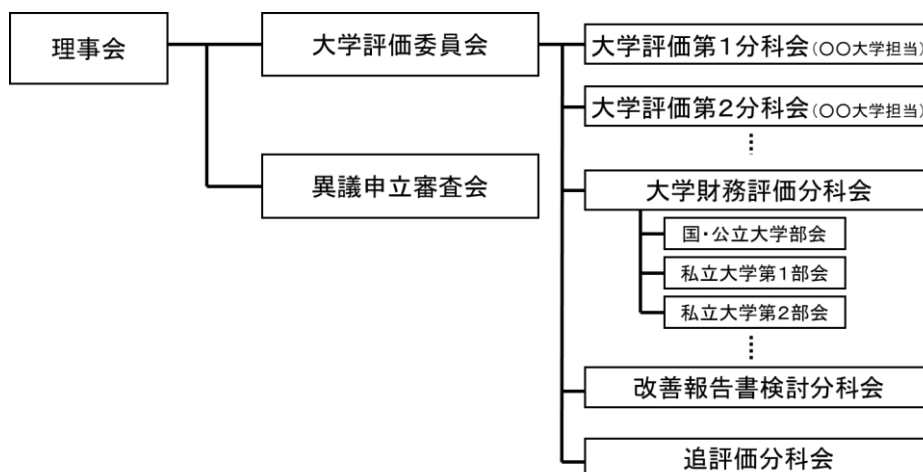 理事会
大学評価委員会
異議申立審査会
大学評価第1分科会(〇〇大学担当)
大学評価第2分科会(〇〇大学担当)
大学財務評価分科会
国・公立大学部会
私立大学第1部会
私立大学第2部会
改善報告書検討分科会
追評価分科会